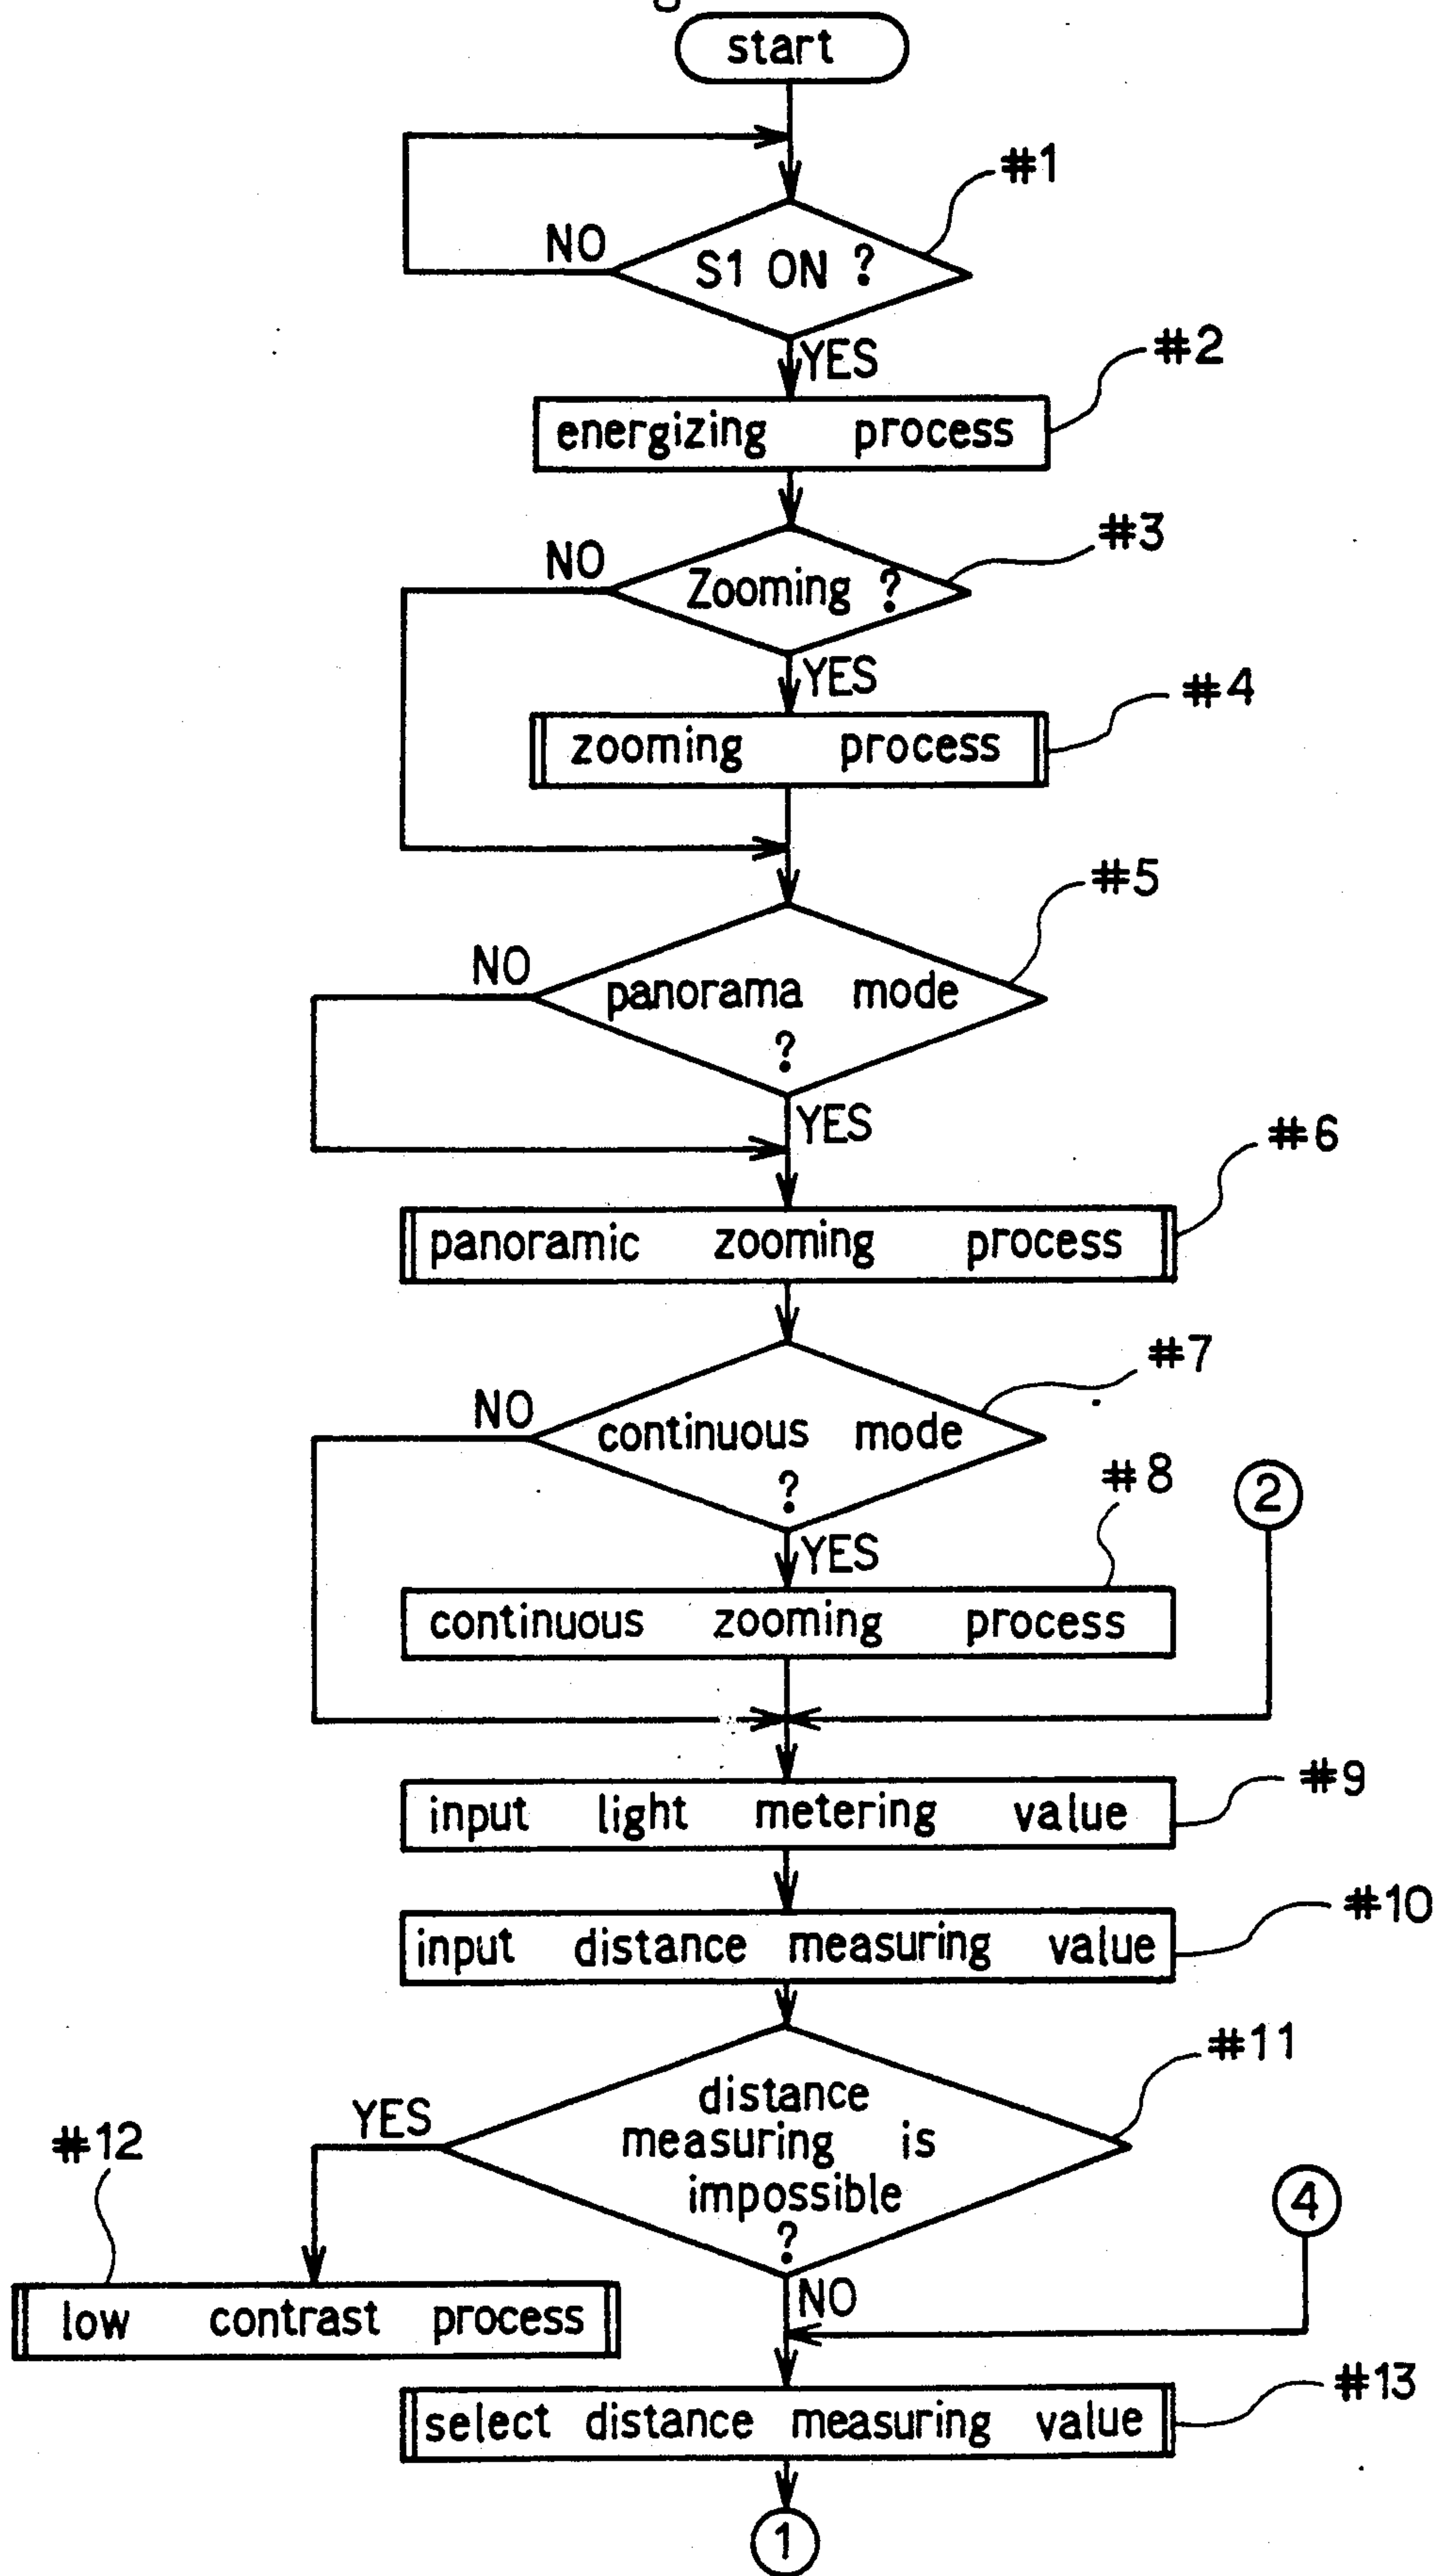 start
#1
NO
S1 ON ?
YES
#2
energizing process
#3
NO
Zooming ?
YES
#4
zooming process
#5
NO
panorama mode
?
YES
#6
panoramic zooming process
#7
NO
continuous mode
?
#8
2
YES
continuous zooming process
#9
input light metering value
#10
input distance measuring value
#11
YES
distance
measuring is
impossible
?
#12
4
NO
low contrast process
#13
select distance measuring value
1